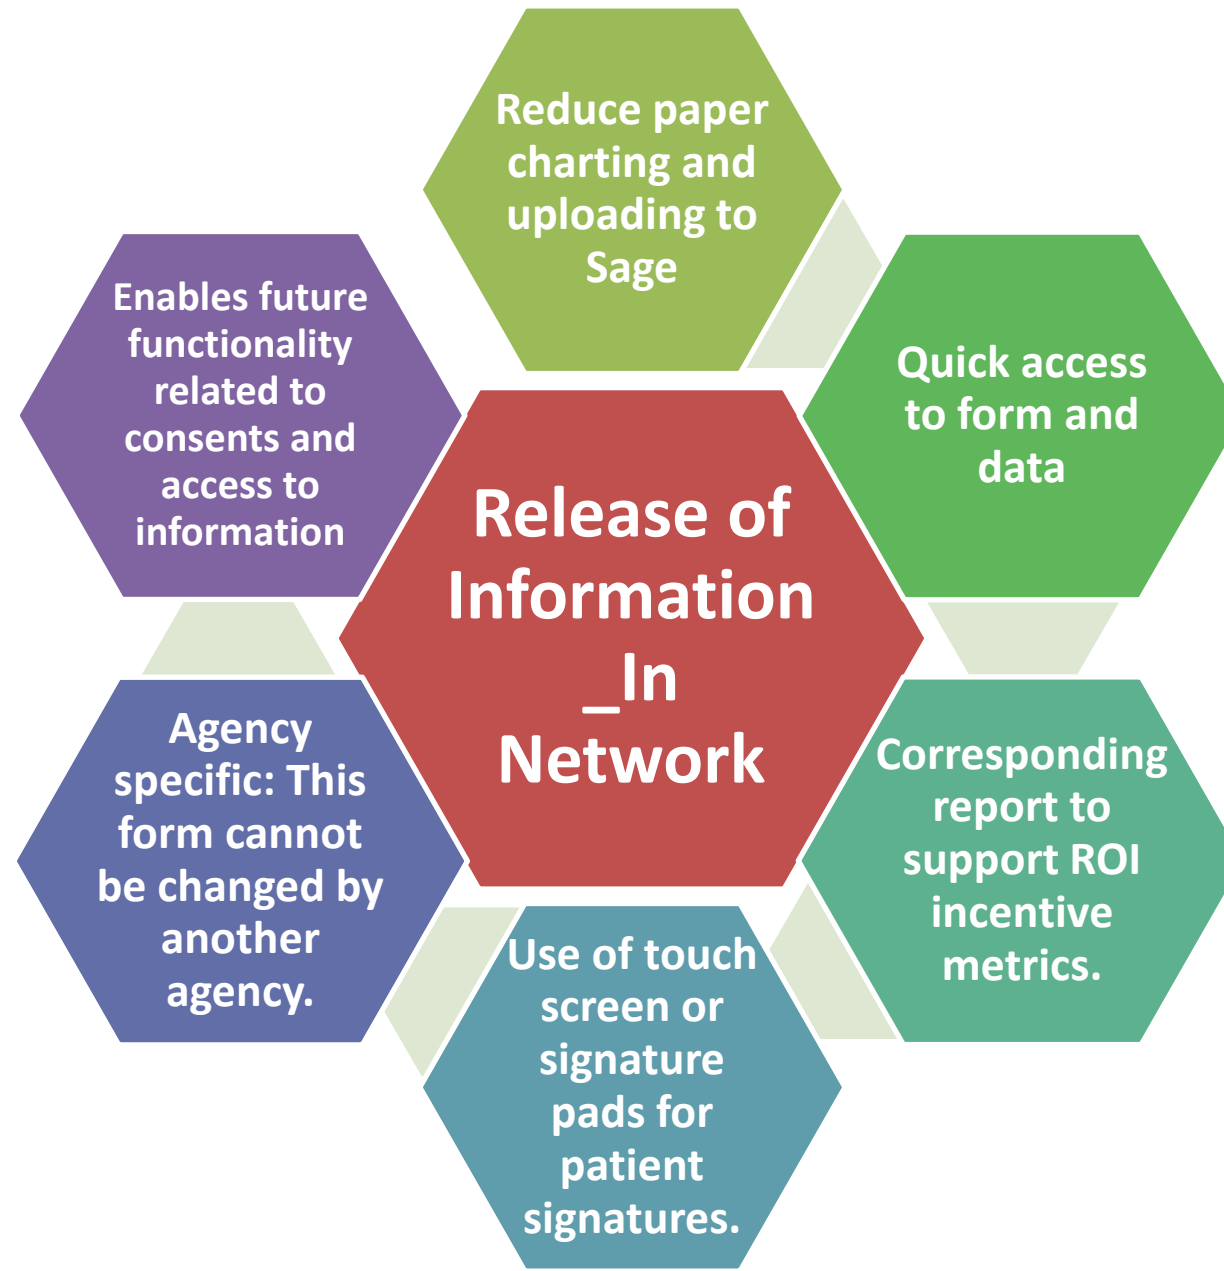 Reduce paper
charting and
uploading to
Sage
Quick access
to form and
data
Corresponding
report to
support ROI
incentive
metrics.
Use of touch
screen or
signature
pads for
patient
signatures.
Agency
specific: This
form cannot
be changed by
another
agency.
Enables future
functionality
related to
consents and
access to
information
Release of
Information
_In
Network